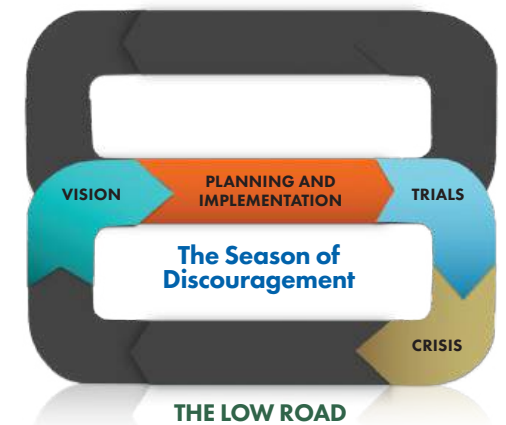 VISION
PLANNING AND
IMPLEMENTATION
TRIALS
The Season of
Discouragement
CRISIS
THE LOW ROAD